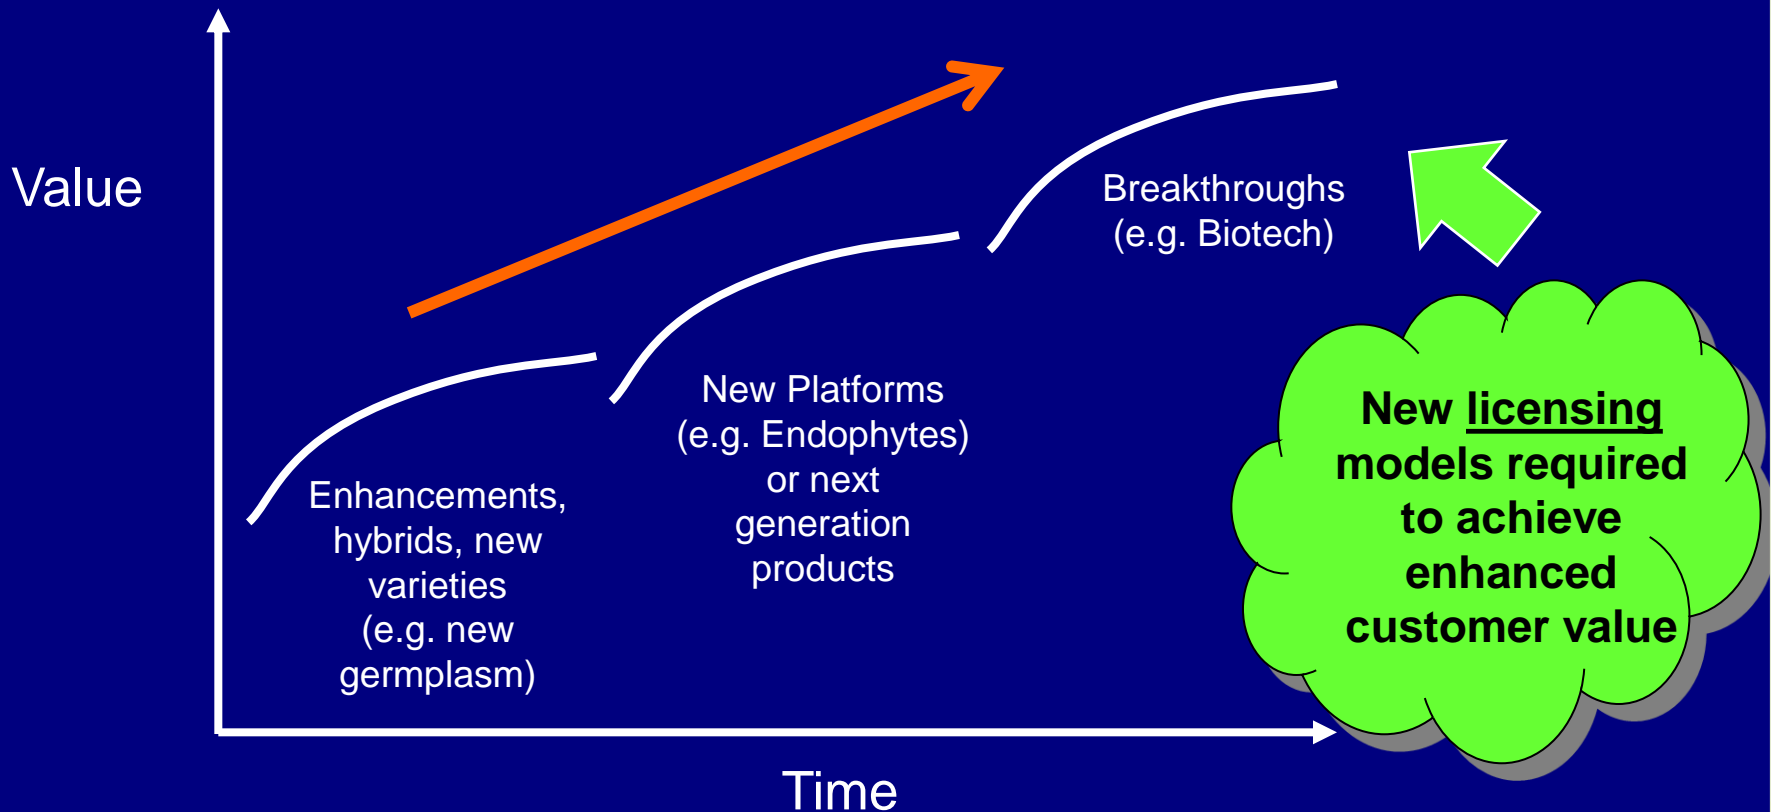 Value
Breakthroughs
(e.g. Biotech)
New Platforms
(e.g. Endophytes)
or next
generation
products
Enhancements,
hybrids, new
varieties
(e.g. new
germplasm)
New licensing
models required
to achieve
enhanced
customer value
Time